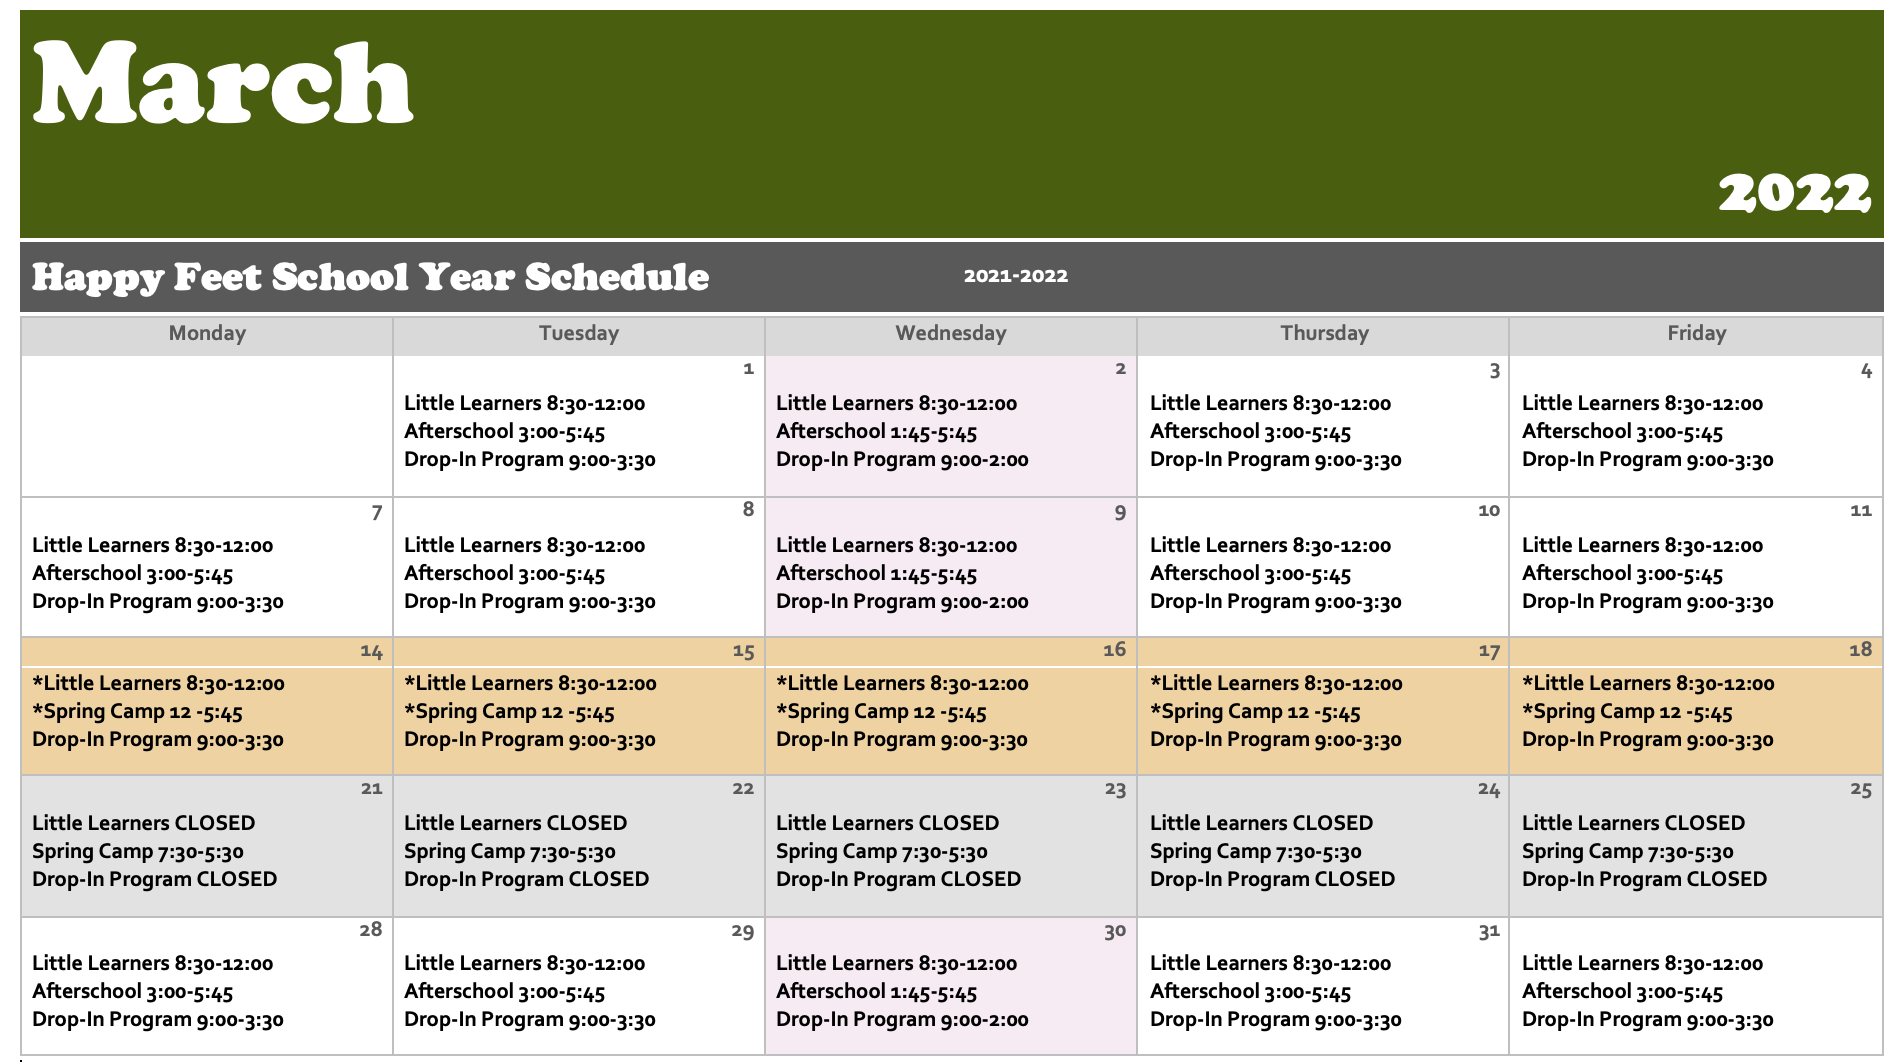 March
2022
Happy Feet School Year Schedule 2021-2022
Monday Tuesday Wednesday Thursday Friday
1
Little Learners 8:30-12:00
Afterschool 3:00-5:45
Drop-In Program 9:00-3:30
2
Little Learners 8:30-12:00
Afterschool 1:45-5:45
Drop-In Program 9:00-2:00
3
Little Learners 8:30-12:00
Afterschool 3:00-5:45
Drop-In Program 9:00-3:30
4
Little Learners 8:30-12:00
Afterschool 3:00-5:45
Drop-In Program 9:00-3:30
7
Little Learners 8:30-12:00
Afterschool 3:00-5:45
Drop-In Program 9:00-3:30
8
Little Learners 8:30-12:00
Afterschool 3:00-5:45
Drop-In Program 9:00-3:30
9
Little Learners 8:30-12:00
Afterschool 1:45-5:45
Drop-In Program 9:00-2:00
10
Little Learners 8:30-12:00
Afterschool 3:00-5:45
Drop-In Program 9:00-3:30
11
Little Learners 8:30-12:00
Afterschool 3:00-5:45
Drop-In Program 9:00-3:30
14
*Little Learners 8:30-12:00
*Spring Camp 12 -5:45
Drop-In Program 9:00-3:30
15
*Little Learners 8:30-12:00
*Spring Camp 12 -5:45
Drop-In Program 9:00-3:30
16
*Little Learners 8:30-12:00
*Spring Camp 12 -5:45
Drop-In Program 9:00-3:30
17
*Little Learners 8:30-12:00
*Spring Camp 12 -5:45
Drop-In Program 9:00-3:30
18
*Little Learners 8:30-12:00
*Spring Camp 12 -5:45
Drop-In Program 9:00-3:30
21
Little Learners CLOSED
Spring Camp 7:30-5:30
Drop-In Program CLOSED
22
Little Learners CLOSED
Spring Camp 7:30-5:30
Drop-In Program CLOSED
23
Little Learners CLOSED
Spring Camp 7:30-5:30
Drop-In Program CLOSED
24
Little Learners CLOSED
Spring Camp 7:30-5:30
Drop-In Program CLOSED
25
Little Learners CLOSED
Spring Camp 7:30-5:30
Drop-In Program CLOSED
28
Little Learners 8:30-12:00
Afterschool 3:00-5:45
Drop-In Program 9:00-3:30
29
Little Learners 8:30-12:00
Afterschool 3:00-5:45
Drop-In Program 9:00-3:30
30
Little Learners 8:30-12:00
Afterschool 1:45-5:45
Drop-In Program 9:00-2:00
31
Little Learners 8:30-12:00
Afterschool 3:00-5:45
Drop-In Program 9:00-3:30
Little Learners 8:30-12:00
Afterschool 3:00-5:45
Drop-In Program 9:00-3:30